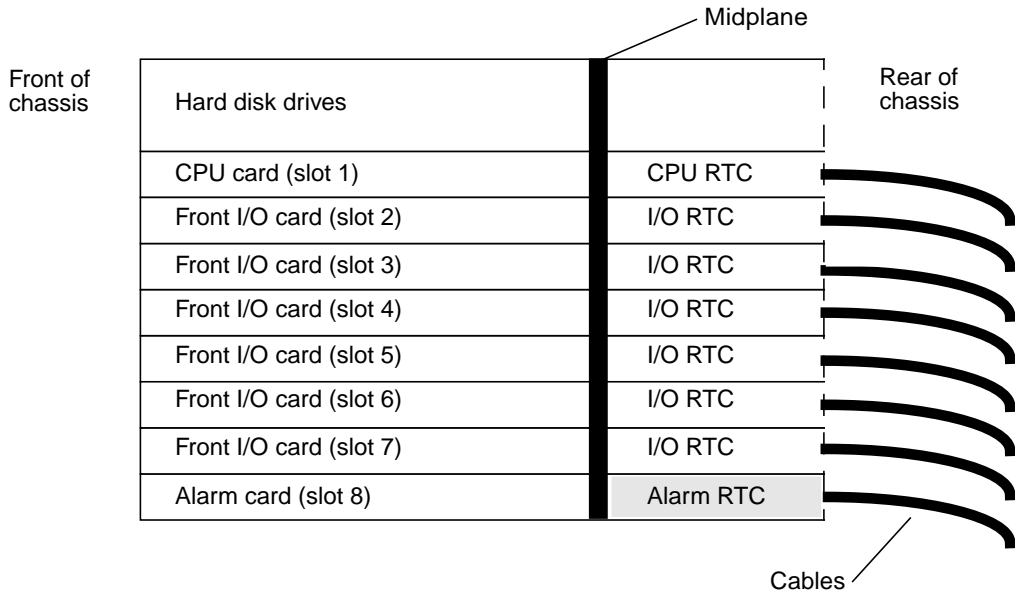 Midplane
Front of
chassis
Rear of
chassis
Hard disk drives
CPU card (slot 1)
CPU RTC
Front I/O card (slot 2)
I/O RTC
Front I/O card (slot 3)
I/O RTC
Front I/O card (slot 4)
I/O RTC
Front I/O card (slot 5)
I/O RTC
Front I/O card (slot 6)
I/O RTC
Front I/O card (slot 7)
I/O RTC
Alarm card (slot 8)
Alarm RTC
Cables